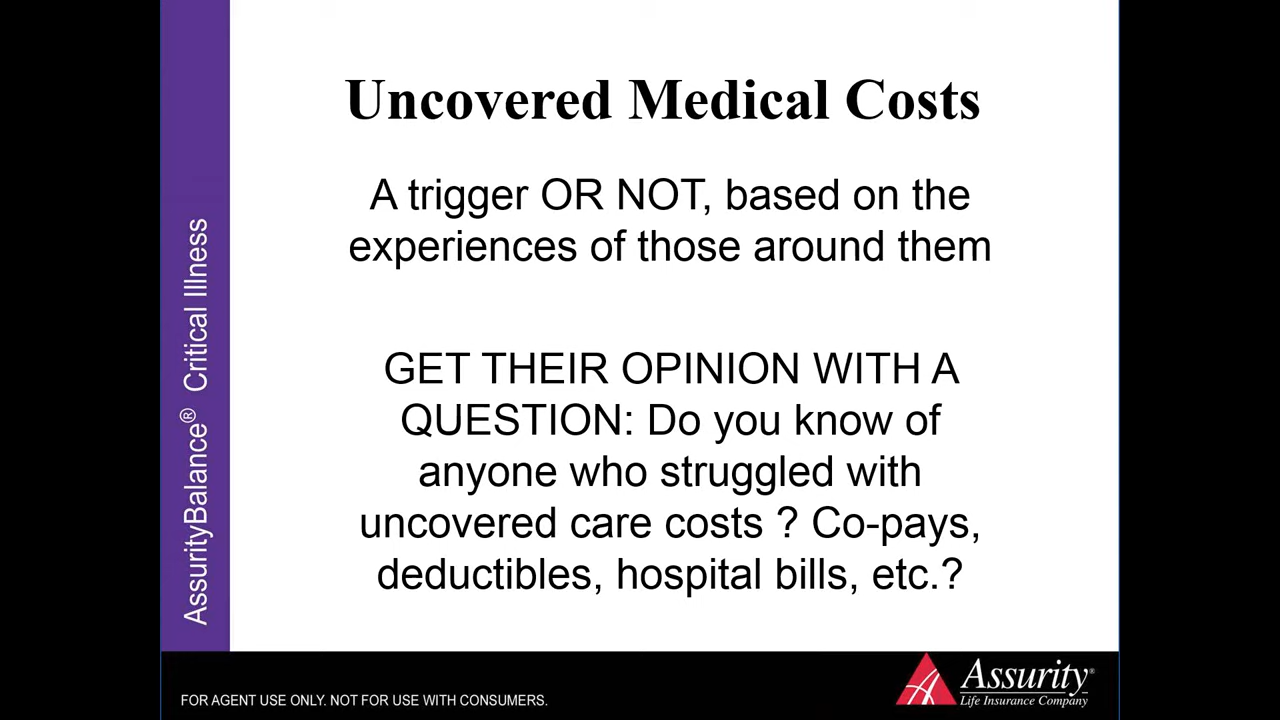 Uncovered Medical Costs
A trigger OR NOT, based on the
experiences of those around them
GET THEIR OPINION WITH A
QUESTION: Do you know of
anyone who struggled with
uncovered care costs ? Co-pays,
deductibles, hospital bills, etc.?
AssurityBalance® Critical Illness
FOR AGENT USE ONLY. NOT FOR USE WITH CONSUMERS.
Assurity®
Life Insurance Company